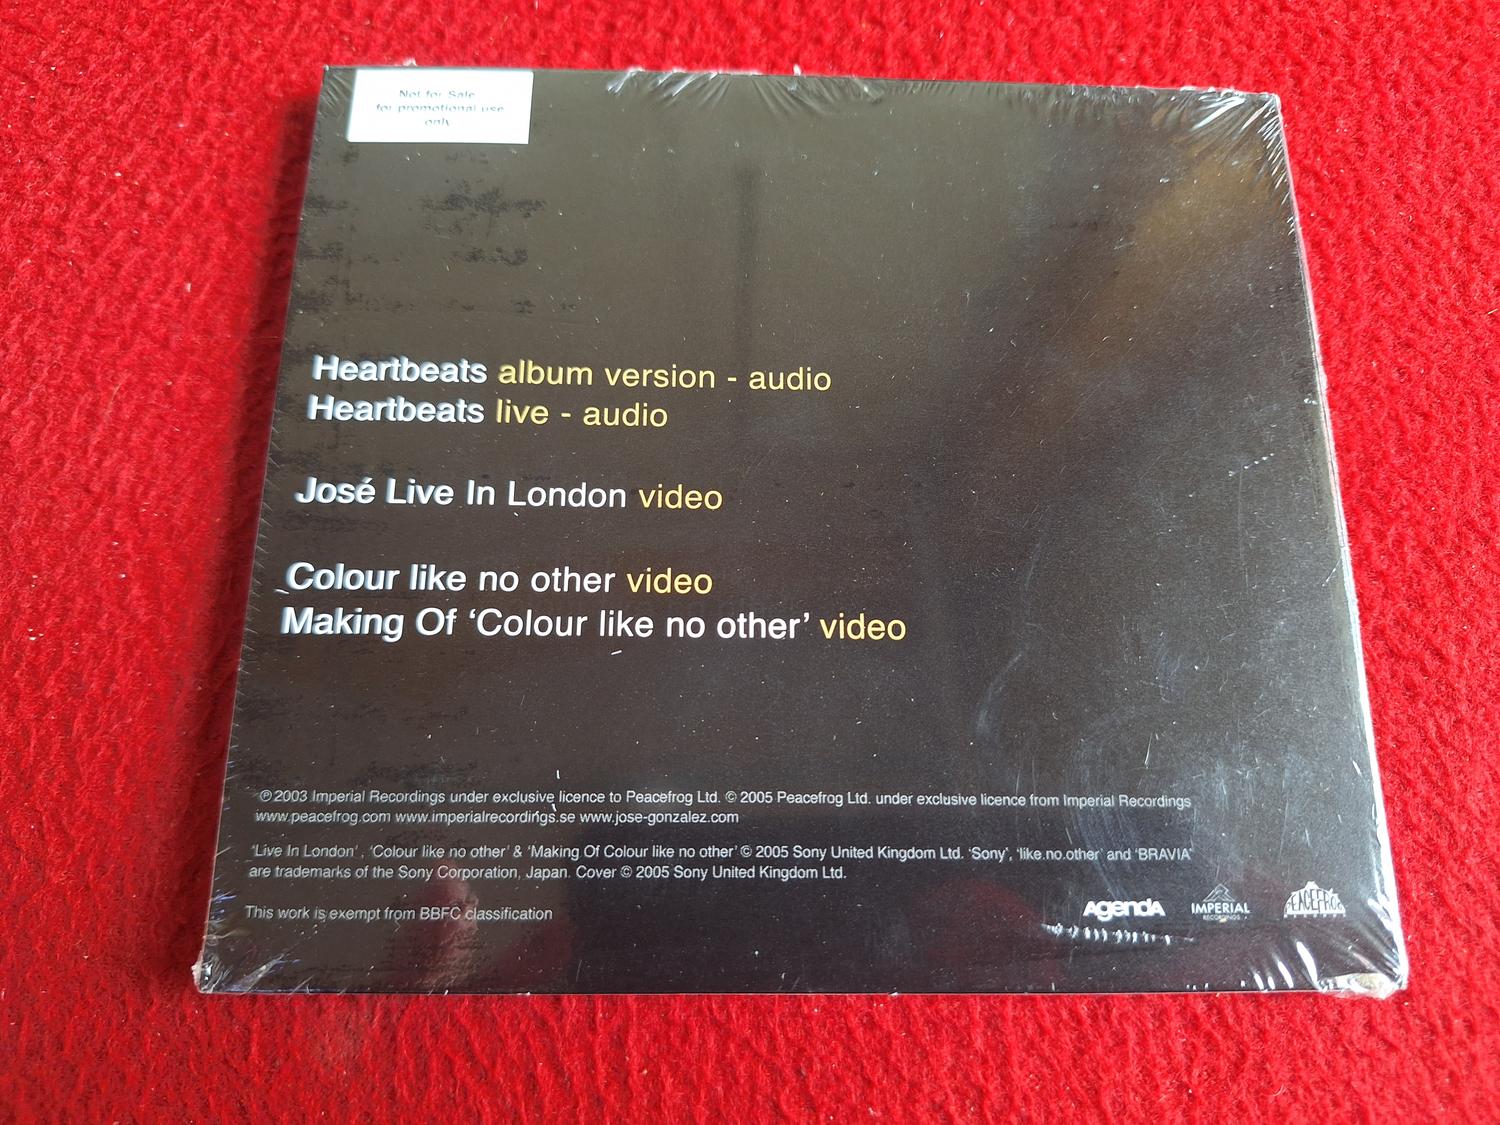 Not for Sale
for promotional use
only
Heartbeats album version - audio
Heartbeats live - audio
José Live In London video
Colour like no other video
Making Of ‘Colour like no other’ video
℗ 2003 Imperial Recordings under exclusive licence to Peacefrog Ltd. © 2005 Peacefrog Ltd. under exclusive licence from Imperial Recordings
www.peacefrog.com www.imperialrecordings.se www.jose-gonzalez.com
‘Live In London’ , ‘Colour like no other’ & ‘Making Of Colour like no other’ © 2005 Sony United Kingdom Ltd. ‘Sony’, ‘like.no.other’ and ‘BRAVIA’
are trademarks of the Sony Corporation, Japan. Cover © 2005 Sony United Kingdom Ltd.
This work is exempt from BBFC classification
AGENDA
IMPERIAL
RECORDINGS
PEACEFROG